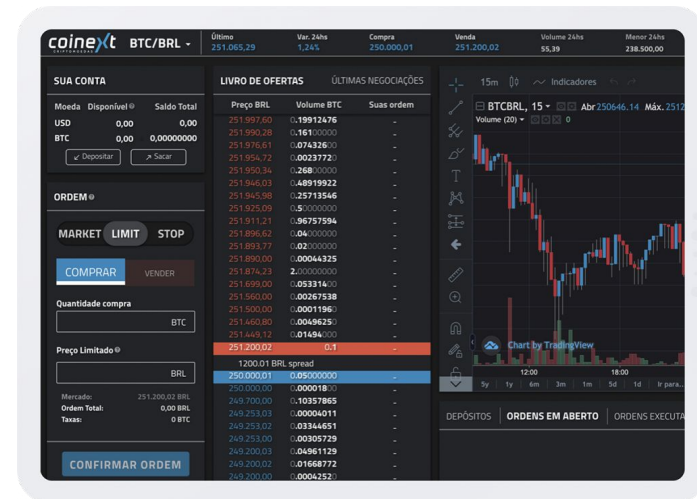 coinext BTC/BRL
CRIPTOMOEDAS
Último Var. 24hs Compra Venda Volume 24hs Menor 24hs
251.065,29 1,24% 250.000,01 251.200,02 55,39 238.500,00
SUA CONTA
Moeda Disponível Saldo Total
USD 0,00 0,00
BTC 0,00 0,00000000
Depositar Sacar
ORDEM
MARKET LIMIT STOP
COMPRAR VENDER
Quantidade compra
BTC
Preço Limitado
BRL
Mercado: 251.200,02 BRL
Ordem Total: 0,00 BRL
Taxas: 0 BTC
CONFIRMAR ORDEM
LIVRO DE OFERTAS ÚLTIMAS NEGOCIAÇÕES
Preço BRL Volume BTC Suas ordem
251.997,60 0.19912476 -
251.990,28 0.16100000 -
251.976,61 0.07432600 -
251.954,72 0.00237720 -
251.950,34 0.26800000 -
251.946,03 0.48919922 -
251.945,98 0.25713546 -
251.925,09 0.50000000 -
251.911,21 0.96757594 -
251.896,62 0.04000000 -
251.893,77 0.02000000 -
251.890,00 0.00044325 -
251.874,23 2.00000000 -
251.699,00 0.05331400 -
251.560,00 0.00267538 -
251.500,00 0.00011960 -
251.460,80 0.00496250 -
251.449,12 0.01494000 -
251.200,02 0.1 -
1200.01 BRL spread
250.000,01 0.05000000 -
250.000,00 0.00001800 -
249.700,00 0.10357865 -
249.253,03 0.00004011 -
249.253,02 0.03344651 -
249.253,00 0.00305729 -
249.200,03 0.04961129 -
249.200,02 0.01668772 -
249.200,00 0.00042520 -
15m Indicadores
BTCBRL, 15 Abr 250646.14 Máx. 2512
Volume (20) 0
Chart by TradingView
12:00 18:00
5y 1y 6m 3m 1m 5d 1d Ir para...
DEPÓSITOS ORDENS EM ABERTO ORDENS EXECUTA